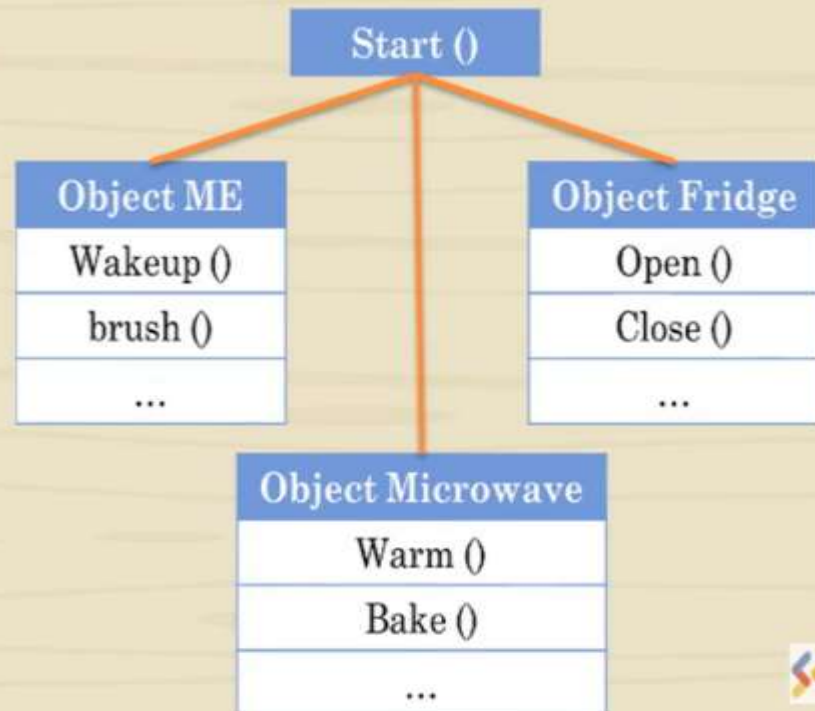 Start ()
Object ME
Wakeup ()
brush ()
...
Object Fridge
Open ()
Close ()
...
Object Microwave
Warm ()
Bake ()
...